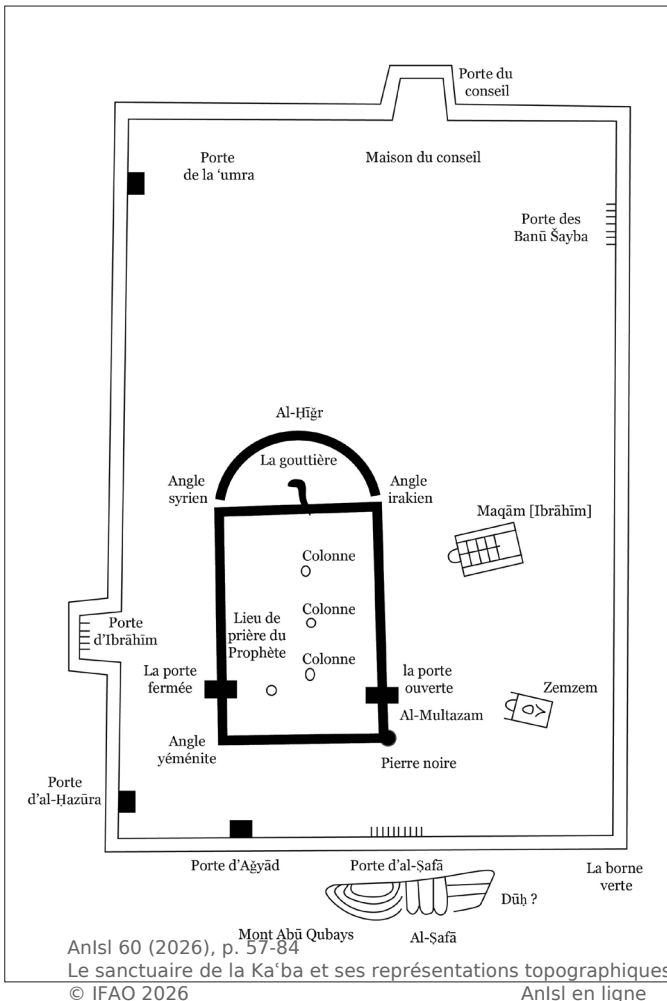 Porte du
conseil
Porte
de la ʿumra
Maison du conseil
Porte des
Banū Šayba
Al-Ḥīǧr
La gouttière
Angle
syrien
Angle
irakien
Maqām [Ibrāhīm]
Colonne
Colonne
Lieu de
prière du
Prophète
Porte
d’Ibrāhīm
Colonne
La porte
fermée
la porte
ouverte
Zemzem
Al-Multazam
Angle
yéménite
Pierre noire
Porte
d’al-Ḥazūra
Porte d’Aǧyād
Porte d’al-Ṣafā
La borne
verte
Dūḥ ?
Mont Abū Qubays
Al-Ṣafā
AnIsl 60 (2026), p. 57-84
Le sanctuaire de la Kaʿba et ses représentations topographiques
© IFAO 2026
AnIsl en ligne